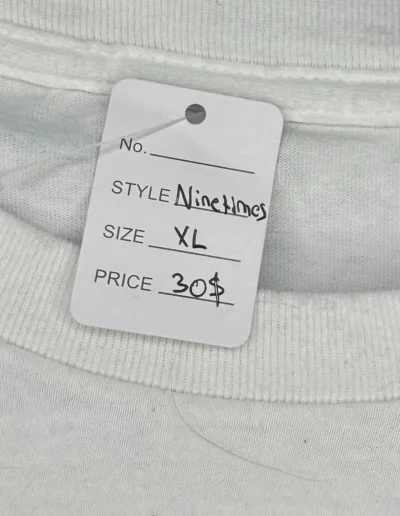 No.
STYLE Ninetimes
SIZE XL
PRICE 30$